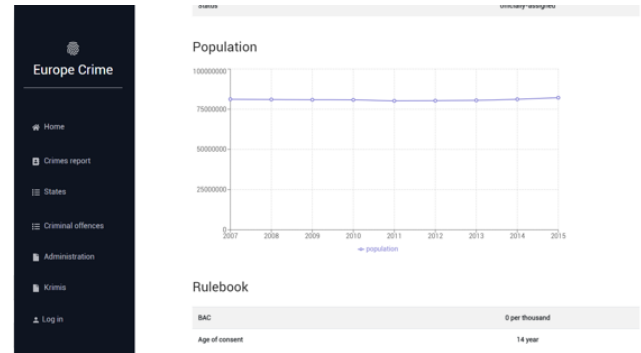 Status officially-assigned
Europe Crime
Home
Crimes report
States
Criminal offences
Administration
Krimis
Log in
Population
100000000
75000000
50000000
25000000
0
2007 2008 2009 2010 2011 2012 2013 2014 2015
population
Rulebook
BAC 0 per thousand
Age of consent 14 year